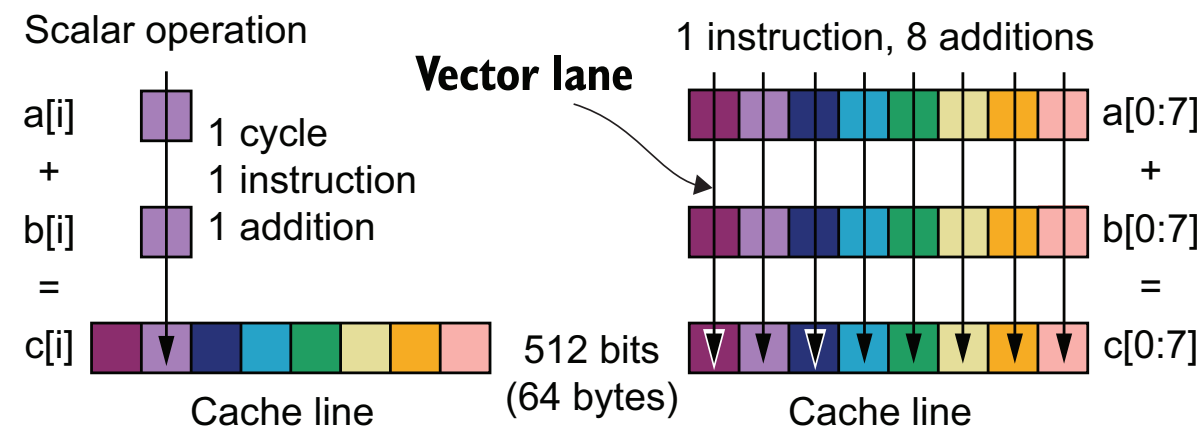 Scalar operation
a[i]
+
b[i]
=
c[i]
1 cycle
1 instruction
1 addition
Cache line
Vector lane
512 bits
(64 bytes)
1 instruction, 8 additions
a[0:7]
+
b[0:7]
=
c[0:7]
Cache line